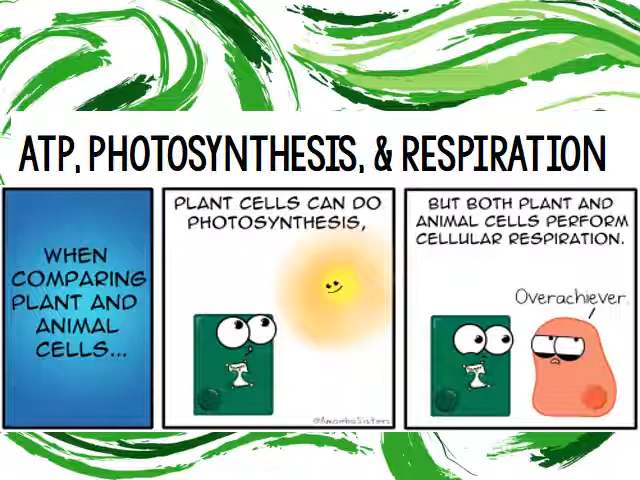 ATP, PHOTOSYNTHESIS, & RESPIRATION
WHEN
COMPARING
PLANT AND
ANIMAL
CELLS...
PLANT CELLS CAN DO
PHOTOSYNTHESIS,
@AmoebaSisters
BUT BOTH PLANT AND
ANIMAL CELLS PERFORM
CELLULAR RESPIRATION.
Overachiever.